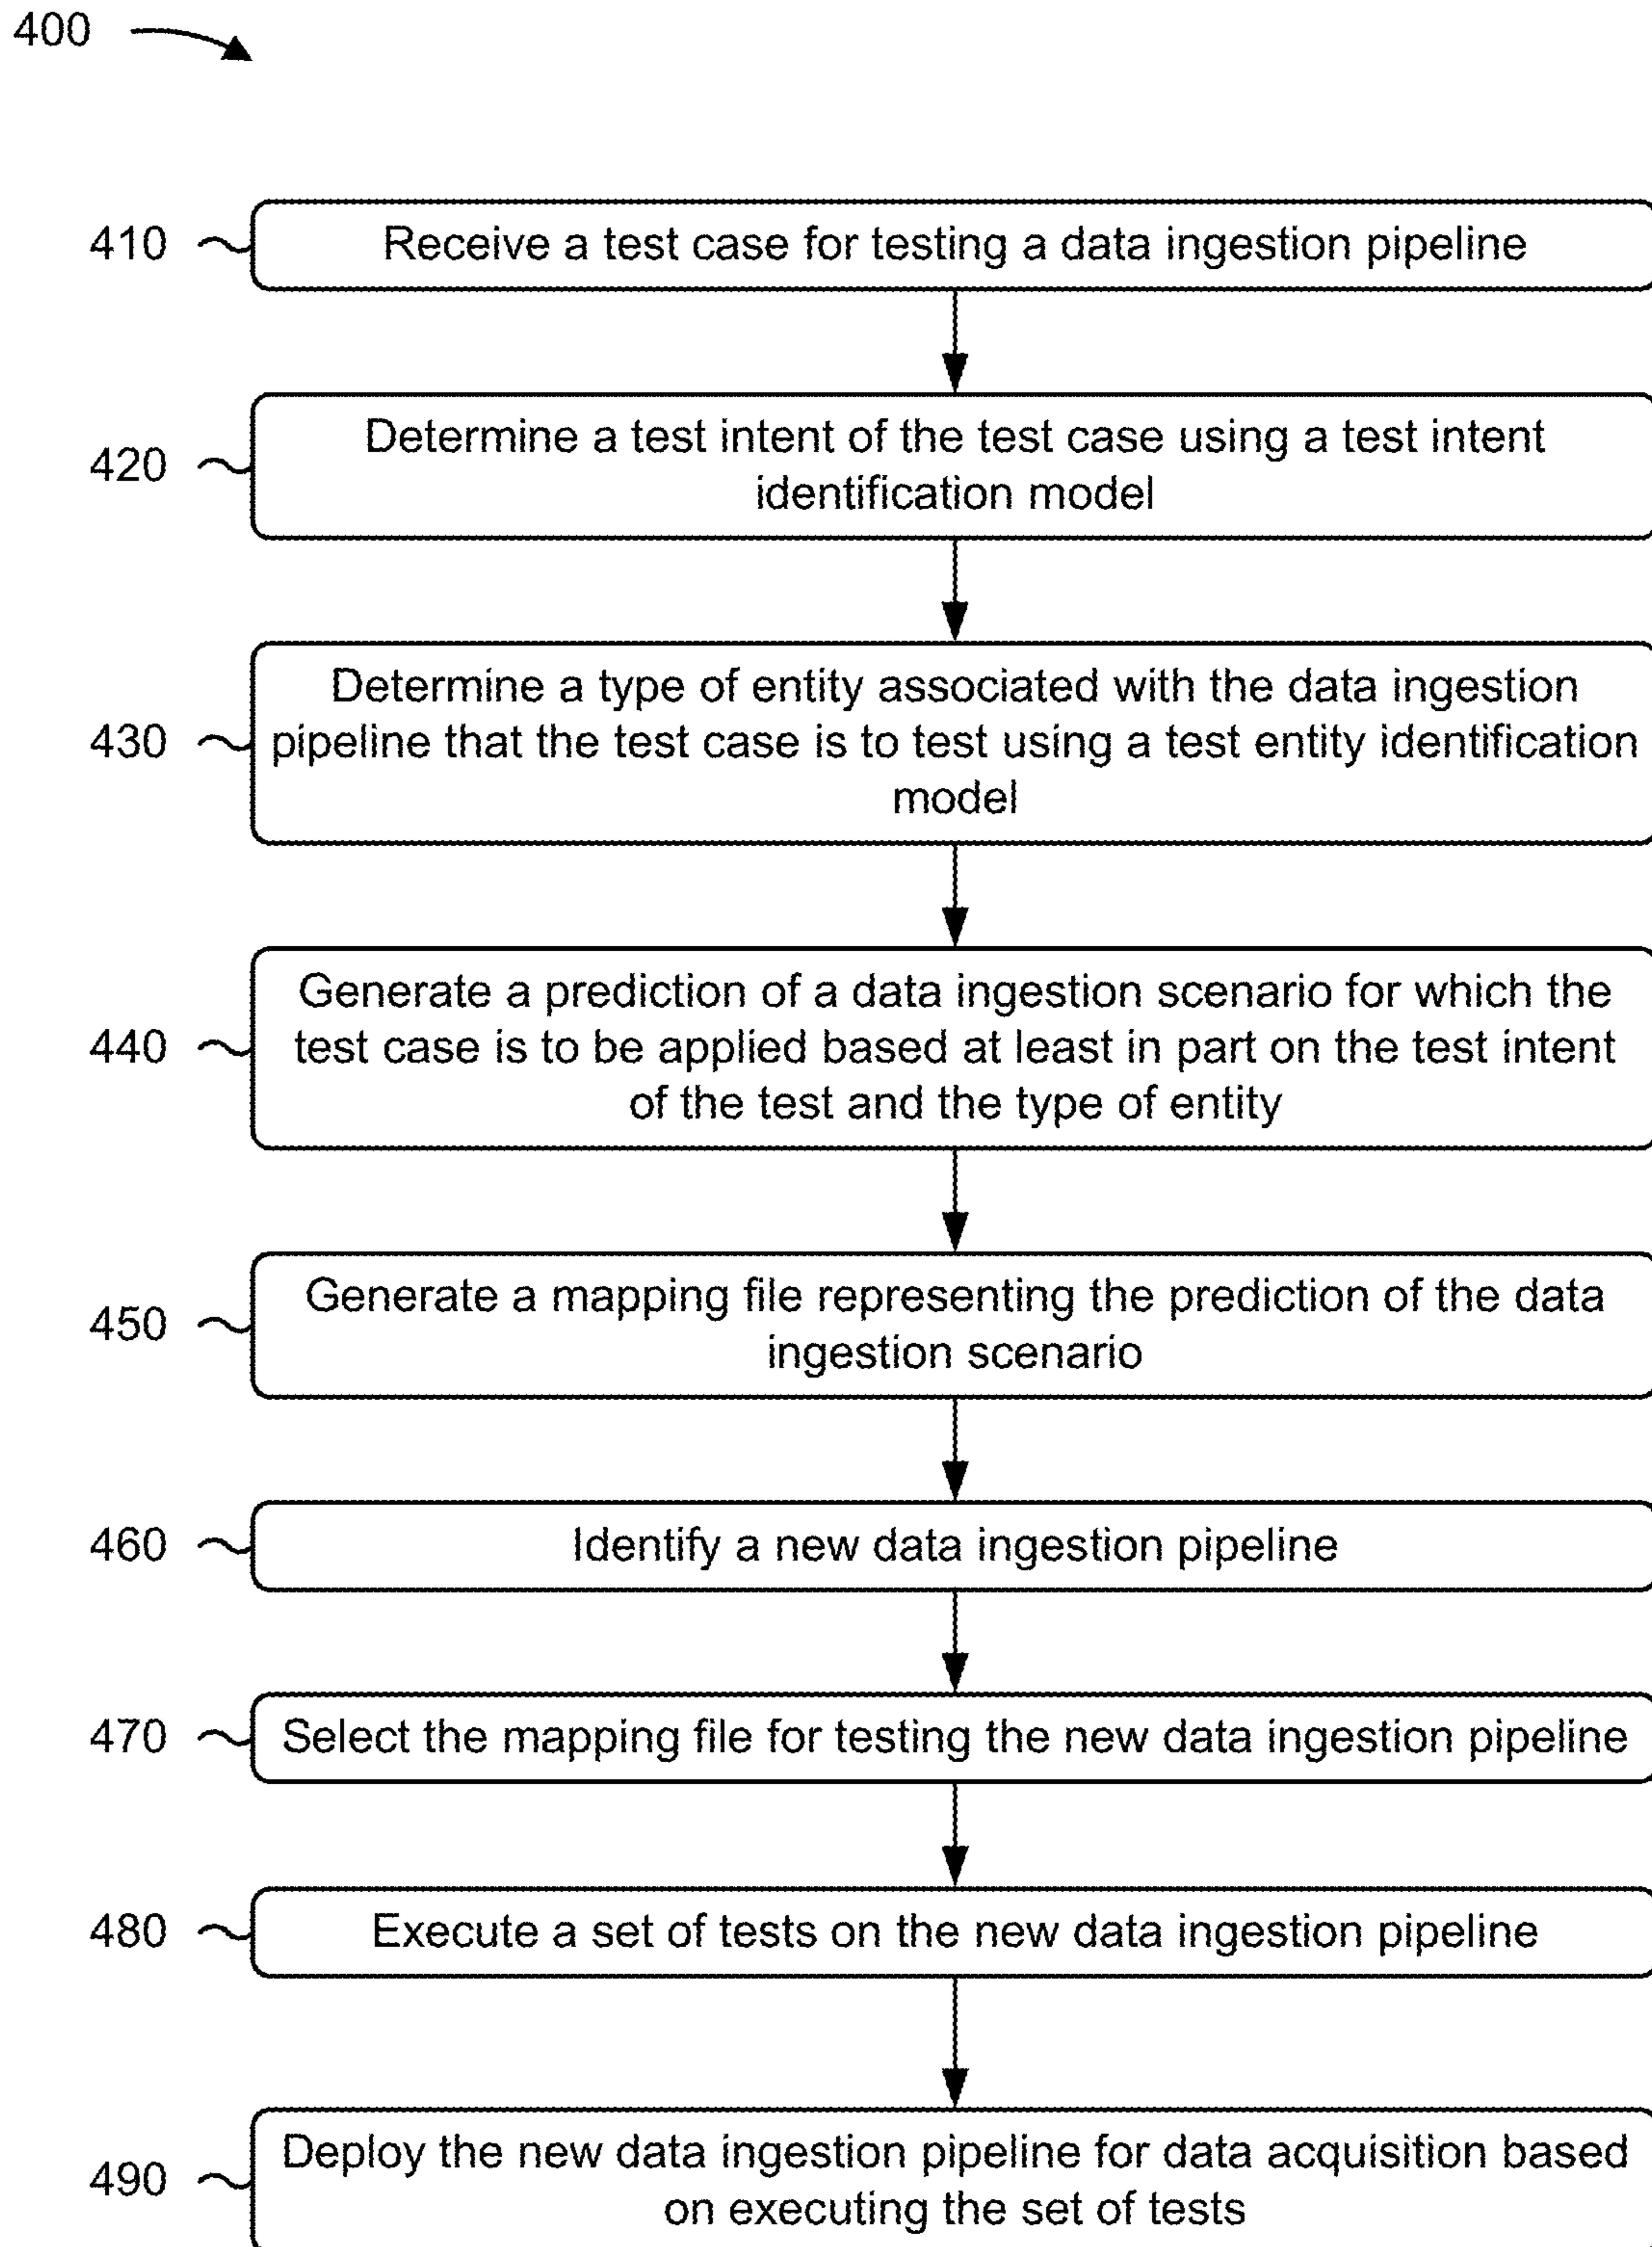 400
410
Receive a test case for testing a data ingestion pipeline
420
Determine a test intent of the test case using a test intent
identification model
430
Determine a type of entity associated with the data ingestion
pipeline that the test case is to test using a test entity identification
model
440
Generate a prediction of a data ingestion scenario for which the
test case is to be applied based at least in part on the test intent
of the test and the type of entity
450
Generate a mapping file representing the prediction of the data
ingestion scenario
460
Identify a new data ingestion pipeline
470
Select the mapping file for testing the new data ingestion pipeline
480
Execute a set of tests on the new data ingestion pipeline
490
Deploy the new data ingestion pipeline for data acquisition based
on executing the set of tests